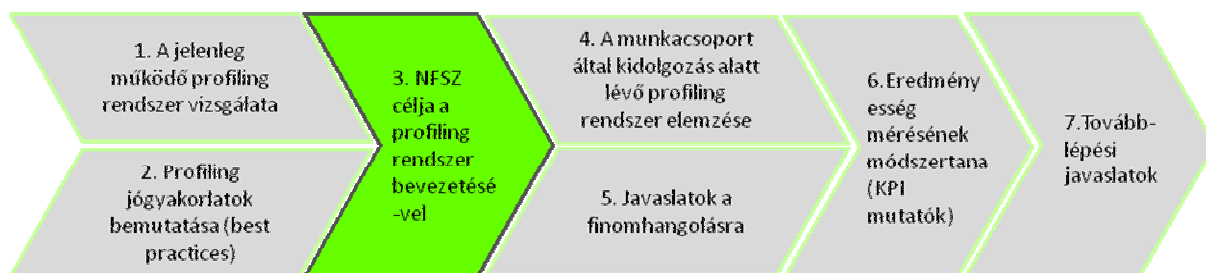 1. A jelenleg
működő profiling
rendszer vizsgálata
2. Profiling
jógyakorlatok
bemutatása (best
practices)
3. NFSZ
célja a
profiling
rendszer
bevezetésé
-vel
4. A munkacsoport
által kidolgozás alatt
lévő profiling
rendszer elemzése
5. Javaslatok a
finomhangolásra
6.Eredmény
esség
mérésének
módszertana
(KPI
mutatók)
7.Tovább-
lépési
javaslatok